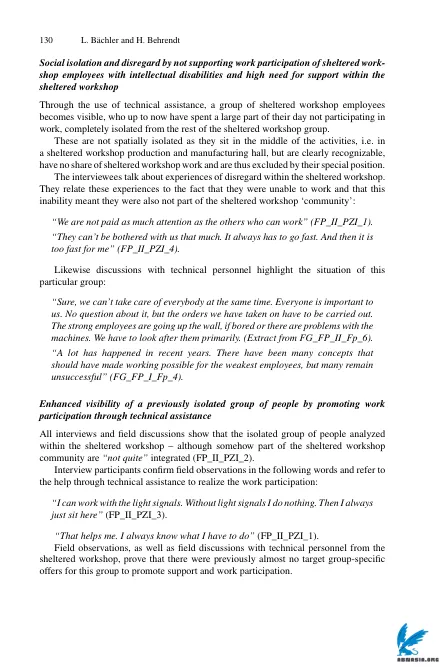 130 L. Bächler and H. Behrendt
Social isolation and disregard by not supporting work participation of sheltered work-
shop employees with intellectual disabilities and high need for support within the
sheltered workshop
Through the use of technical assistance, a group of sheltered workshop employees
becomes visible, who up to now have spent a large part of their day not participating in
work, completely isolated from the rest of the sheltered workshop group.
These are not spatially isolated as they sit in the middle of the activities, i.e. in
a sheltered workshop production and manufacturing hall, but are clearly recognizable,
have no share of sheltered workshop work and are thus excluded by their special position.
The interviewees talk about experiences of disregard within the sheltered workshop.
They relate these experiences to the fact that they were unable to work and that this
inability meant they were also not part of the sheltered workshop ‘community’:
“We are not paid as much attention as the others who can work” (FP_II_PZI_1).
“They can’t be bothered with us that much. It always has to go fast. And then it is
too fast for me” (FP_II_PZI_4).
Likewise discussions with technical personnel highlight the situation of this
particular group:
“Sure, we can’t take care of everybody at the same time. Everyone is important to
us. No question about it, but the orders we have taken on have to be carried out.
The strong employees are going up the wall, if bored or there are problems with the
machines. We have to look after them primarily. (Extract from FG_FP_II_Fp_6).
“A lot has happened in recent years. There have been many concepts that
should have made working possible for the weakest employees, but many remain
unsuccessful” (FG_FP_I_Fp_4).
Enhanced visibility of a previously isolated group of people by promoting work
participation through technical assistance
All interviews and field discussions show that the isolated group of people analyzed
within the sheltered workshop – although somehow part of the sheltered workshop
community are “not quite” integrated (FP_II_PZI_2).
Interview participants confirm field observations in the following words and refer to
the help through technical assistance to realize the work participation:
“I can work with the light signals. Without light signals I do nothing. Then I always
just sit here” (FP_II_PZI_3).
“That helps me. I always know what I have to do” (FP_II_PZI_1).
Field observations, as well as field discussions with technical personnel from the
sheltered workshop, prove that there were previously almost no target group-specific
offers for this group to promote support and work participation.